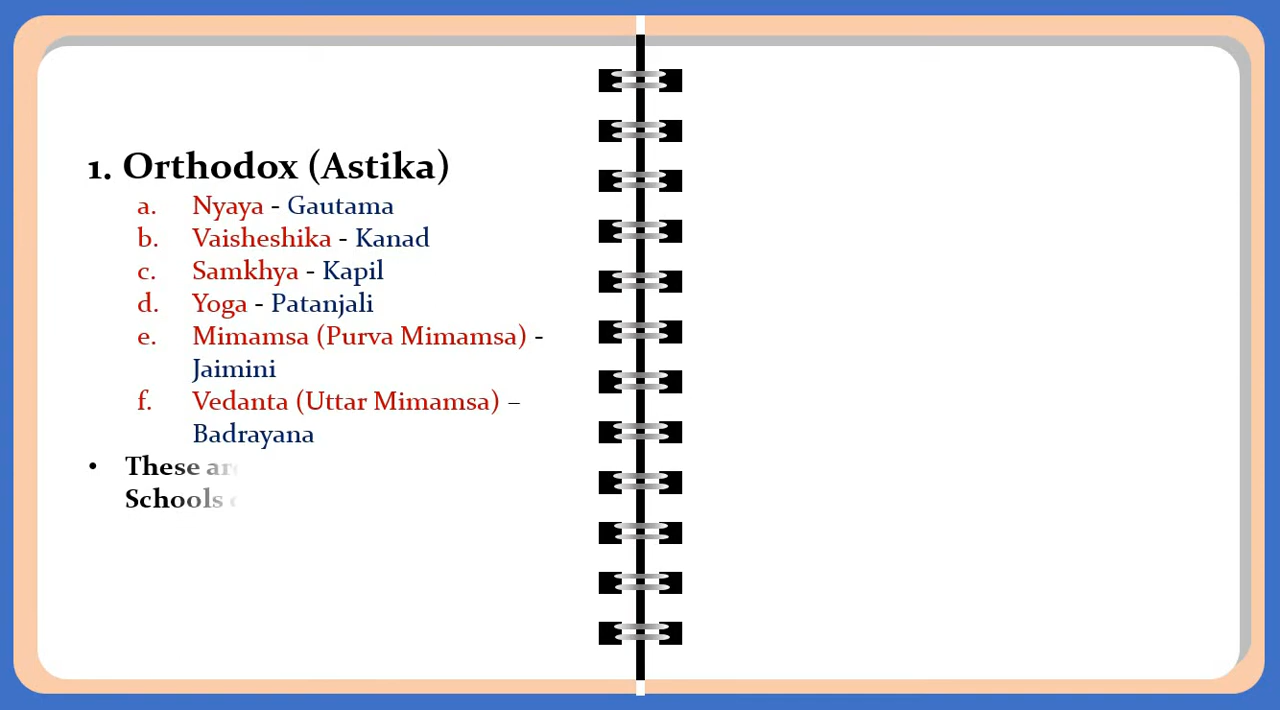 1. Orthodox (Astika)
a. Nyaya - Gautama
b. Vaisheshika - Kanad
c. Samkhya - Kapil
d. Yoga - Patanjali
e. Mimamsa (Purva Mimamsa) -
Jaimini
f. Vedanta (Uttar Mimamsa) –
Badrayana
• These are
Schools